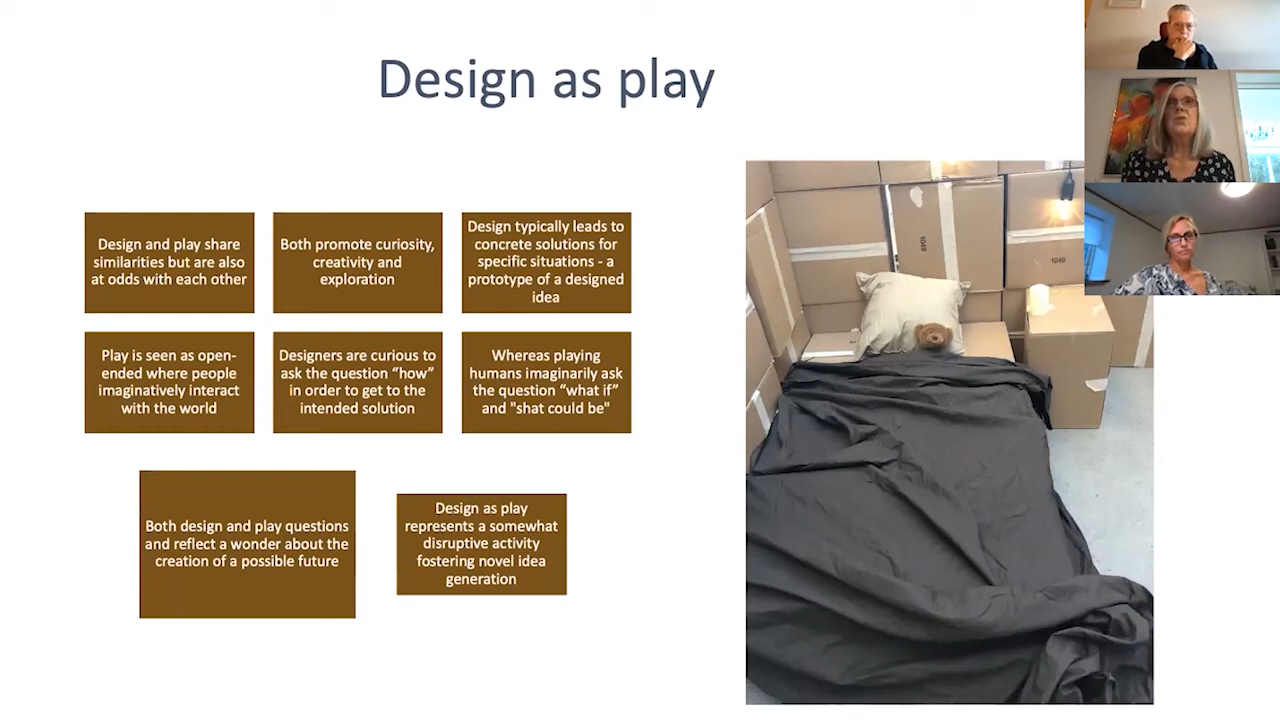 Design as play
Design and play share
similarities but are also
at odds with each other
Both promote curiosity,
creativity and
exploration
Design typically leads to
concrete solutions for
specific situations - a
prototype of a designed
idea
Play is seen as open-
ended where people
imaginatively interact
with the world
Designers are curious to
ask the question “how”
in order to get to the
intended solution
Whereas playing
humans imaginarily ask
the question “what if”
and "shat could be"
Both design and play questions
and reflect a wonder about the
creation of a possible future
Design as play
represents a somewhat
disruptive activity
fostering novel idea
generation
1049
1049